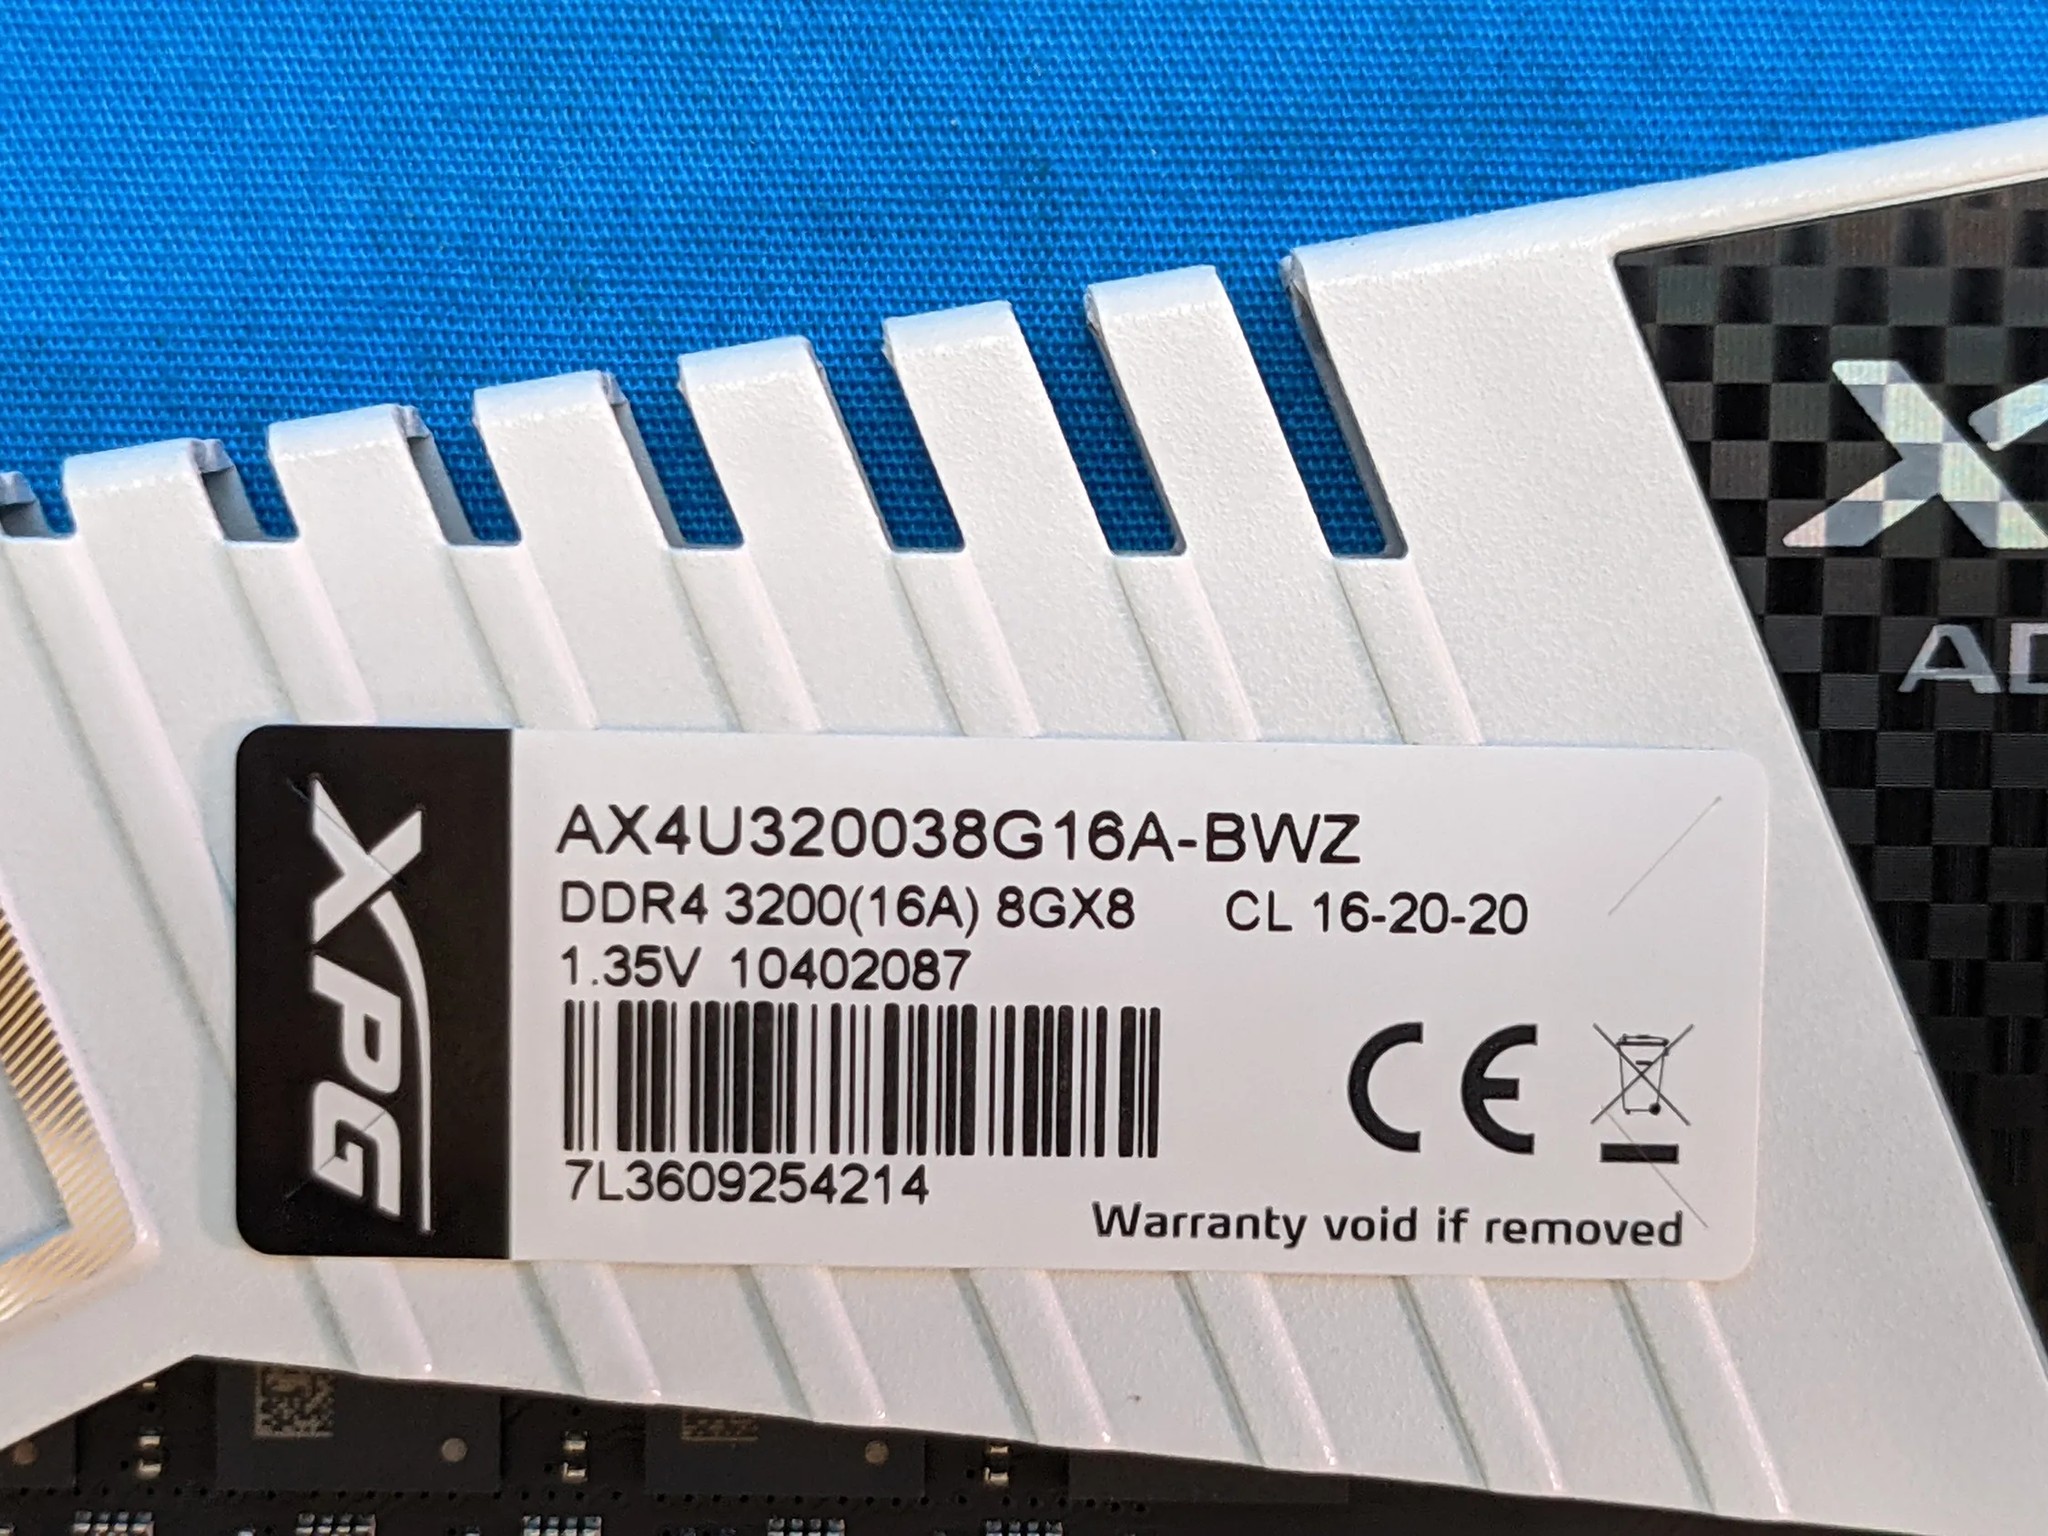 XPG
AX4U320038G16A-BWZ
DDR4 3200(16A) 8GX8 CL 16-20-20
1.35V 10402087
7L3609254214
CE
Warranty void if removed
X
AD